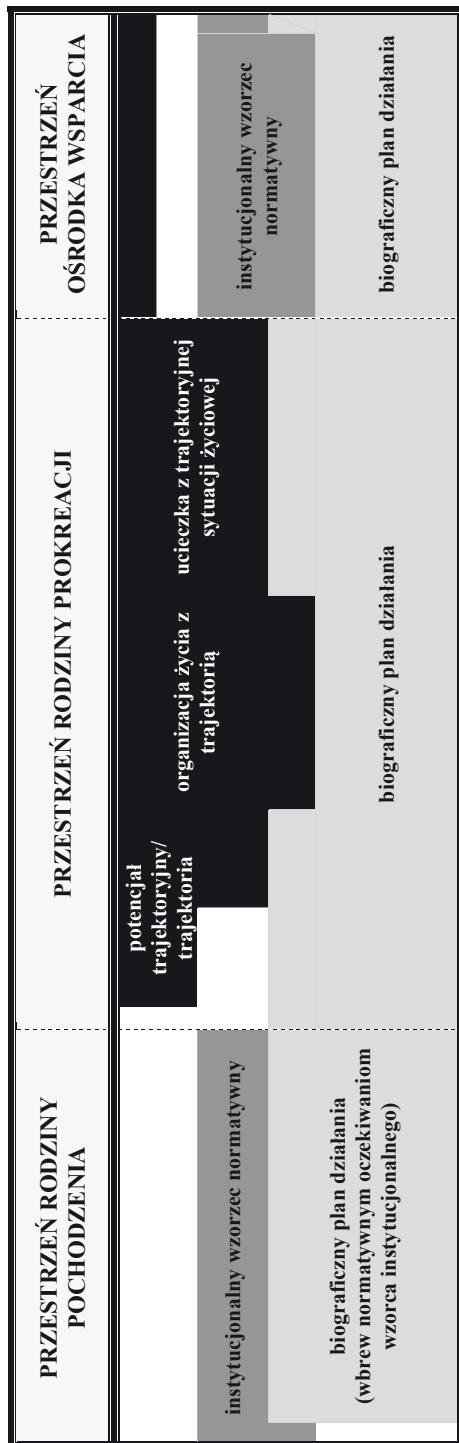 PRZESTRZEŃ RODZINY
POCHODZENIA
PRZESTRZEŃ RODZINY PROKREACJI
PRZESTRZEŃ
OŚRODKA WSPARCIA
potencjał
trajektoryjny/
trajektoria
organizacja życia z
trajektorią
ucieczka z trajektoryjnej
sytuacji życiowej
instytucjonalny wzorzec normatywny
instytucjonalny wzorzec
normatywny
biograficzny plan działania
(wbrew normatywnym oczekiwaniom
wzorca instytucjonalnego)
biograficzny plan działania
biograficzny plan działania